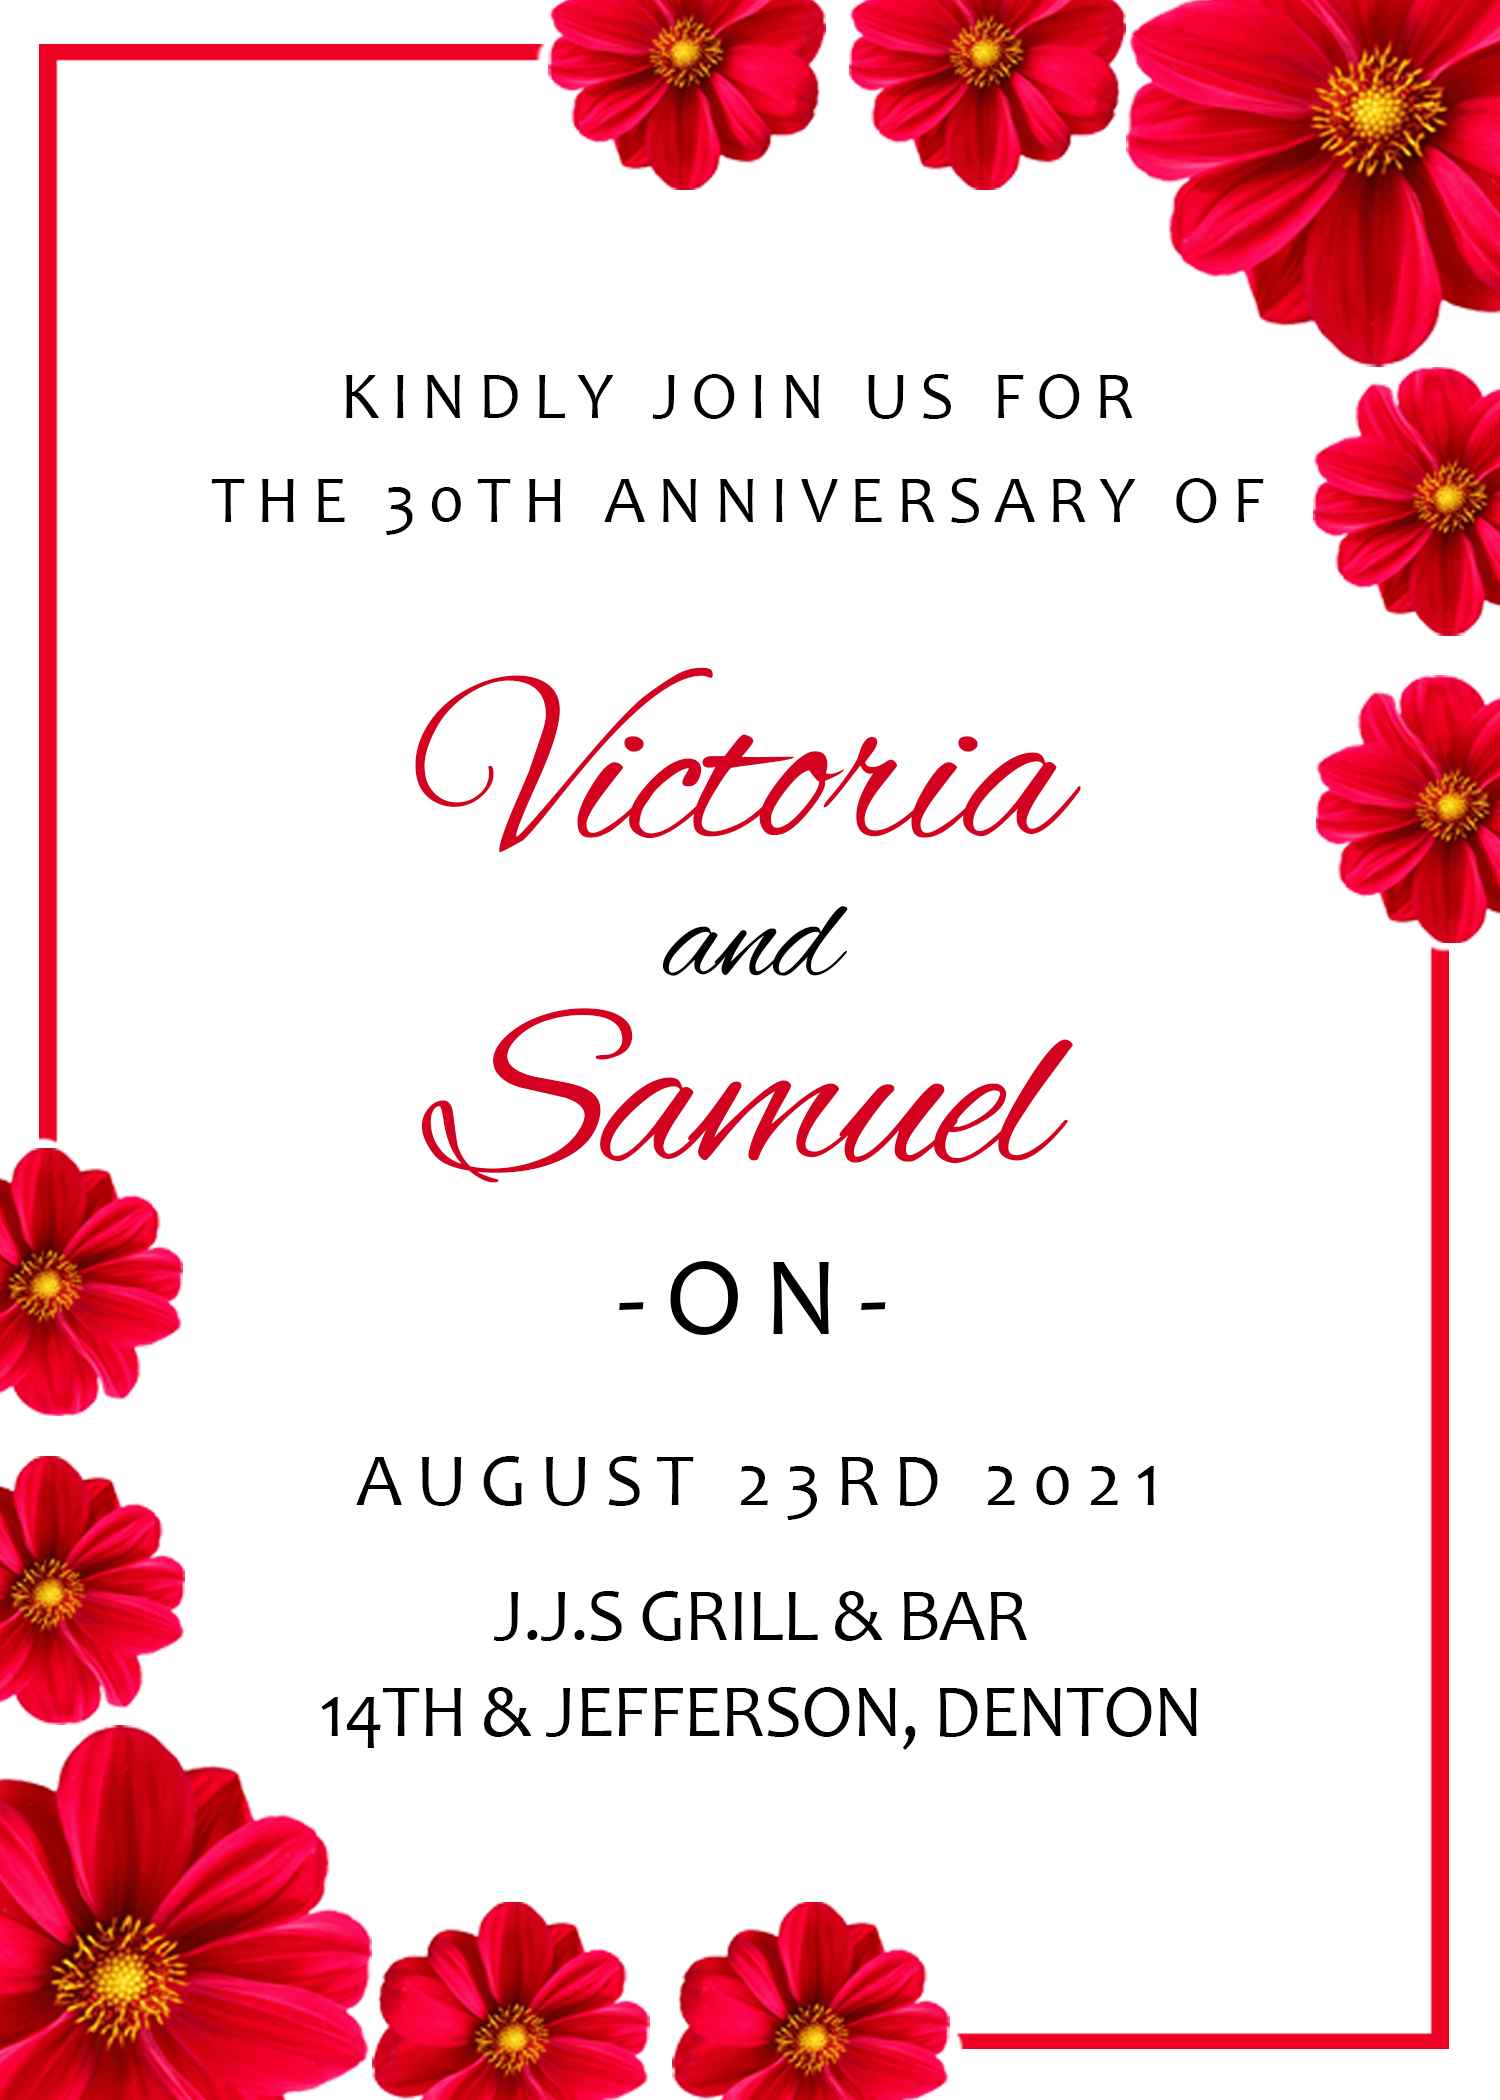 KINDLY JOIN US FOR
THE 30TH ANNIVERSARY OF
Victoria
and
Samuel
-ON-
AUGUST 23RD 2021
J.J.S GRILL & BAR
14TH & JEFFERSON, DENTON